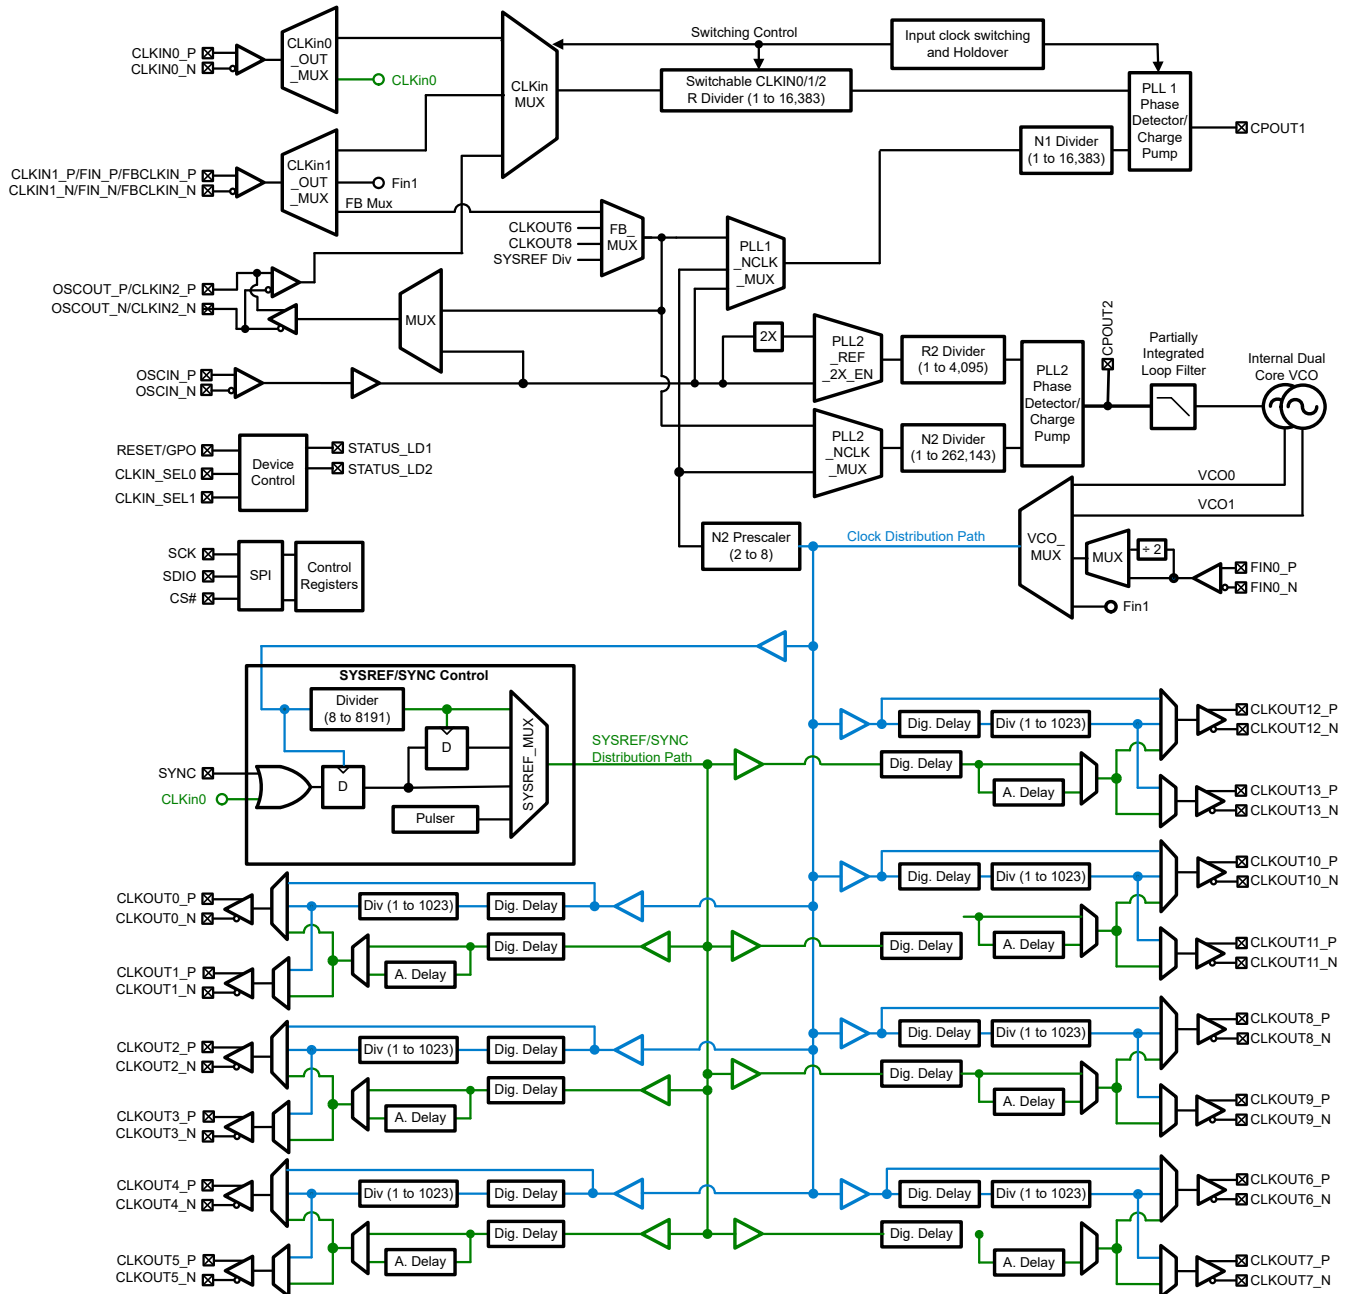 CLKIN0_P
CLKIN0_N
CLKin0
_OUT
_MUX
CLKin0
CLKin
MUX
Switching Control
Input clock switching
and Holdover
Switchable CLKIN0/1/2
R Divider (1 to 16,383)
PLL 1
Phase
Detector/
Charge
Pump
CPOUT1
N1 Divider
(1 to 16,383)
CLKIN1_P/FIN_P/FBCLKIN_P
CLKIN1_N/FIN_N/FBCLKIN_N
CLKin1
_OUT
_MUX
Fin1
FB Mux
CLKOUT6
CLKOUT8
SYSREF Div
FB_
MUX
PLL1
_NCLK
_MUX
OSCOUT_P/CLKIN2_P
OSCOUT_N/CLKIN2_N
MUX
OSCIN_P
OSCIN_N
2X
PLL2
_REF
_2X_EN
R2 Divider
(1 to 4,095)
PLL2
Phase
Detector/
Charge
Pump
CPOUT2
Partially
Integrated
Loop Filter
Internal Dual
Core VCO
PLL2
_NCLK
_MUX
N2 Divider
(1 to 262,143)
RESET/GPO
CLKIN_SEL0
CLKIN_SEL1
Device
Control
STATUS_LD1
STATUS_LD2
VCO0
VCO1
N2 Prescaler
(2 to 8)
Clock Distribution Path
VCO_
MUX
MUX
÷ 2
FIN0_P
FIN0_N
Fin1
SCK
SDIO
CS#
SPI
Control
Registers
SYSREF/SYNC Control
Divider
(8 to 8191)
D
D
SYSREF_MUX
SYNC
CLKin0
Pulser
SYSREF/SYNC
Distribution Path
Dig. Delay
Div (1 to 1023)
Dig. Delay
A. Delay
CLKOUT12_P
CLKOUT12_N
CLKOUT13_P
CLKOUT13_N
Dig. Delay
Div (1 to 1023)
Dig. Delay
A. Delay
CLKOUT10_P
CLKOUT10_N
CLKOUT11_P
CLKOUT11_N
CLKOUT0_P
CLKOUT0_N
CLKOUT1_P
CLKOUT1_N
Div (1 to 1023)
Dig. Delay
Dig. Delay
A. Delay
CLKOUT2_P
CLKOUT2_N
CLKOUT3_P
CLKOUT3_N
Div (1 to 1023)
Dig. Delay
Dig. Delay
A. Delay
Dig. Delay
Div (1 to 1023)
Dig. Delay
A. Delay
CLKOUT8_P
CLKOUT8_N
CLKOUT9_P
CLKOUT9_N
CLKOUT4_P
CLKOUT4_N
CLKOUT5_P
CLKOUT5_N
Div (1 to 1023)
Dig. Delay
Dig. Delay
A. Delay
Dig. Delay
Div (1 to 1023)
Dig. Delay
A. Delay
CLKOUT6_P
CLKOUT6_N
CLKOUT7_P
CLKOUT7_N